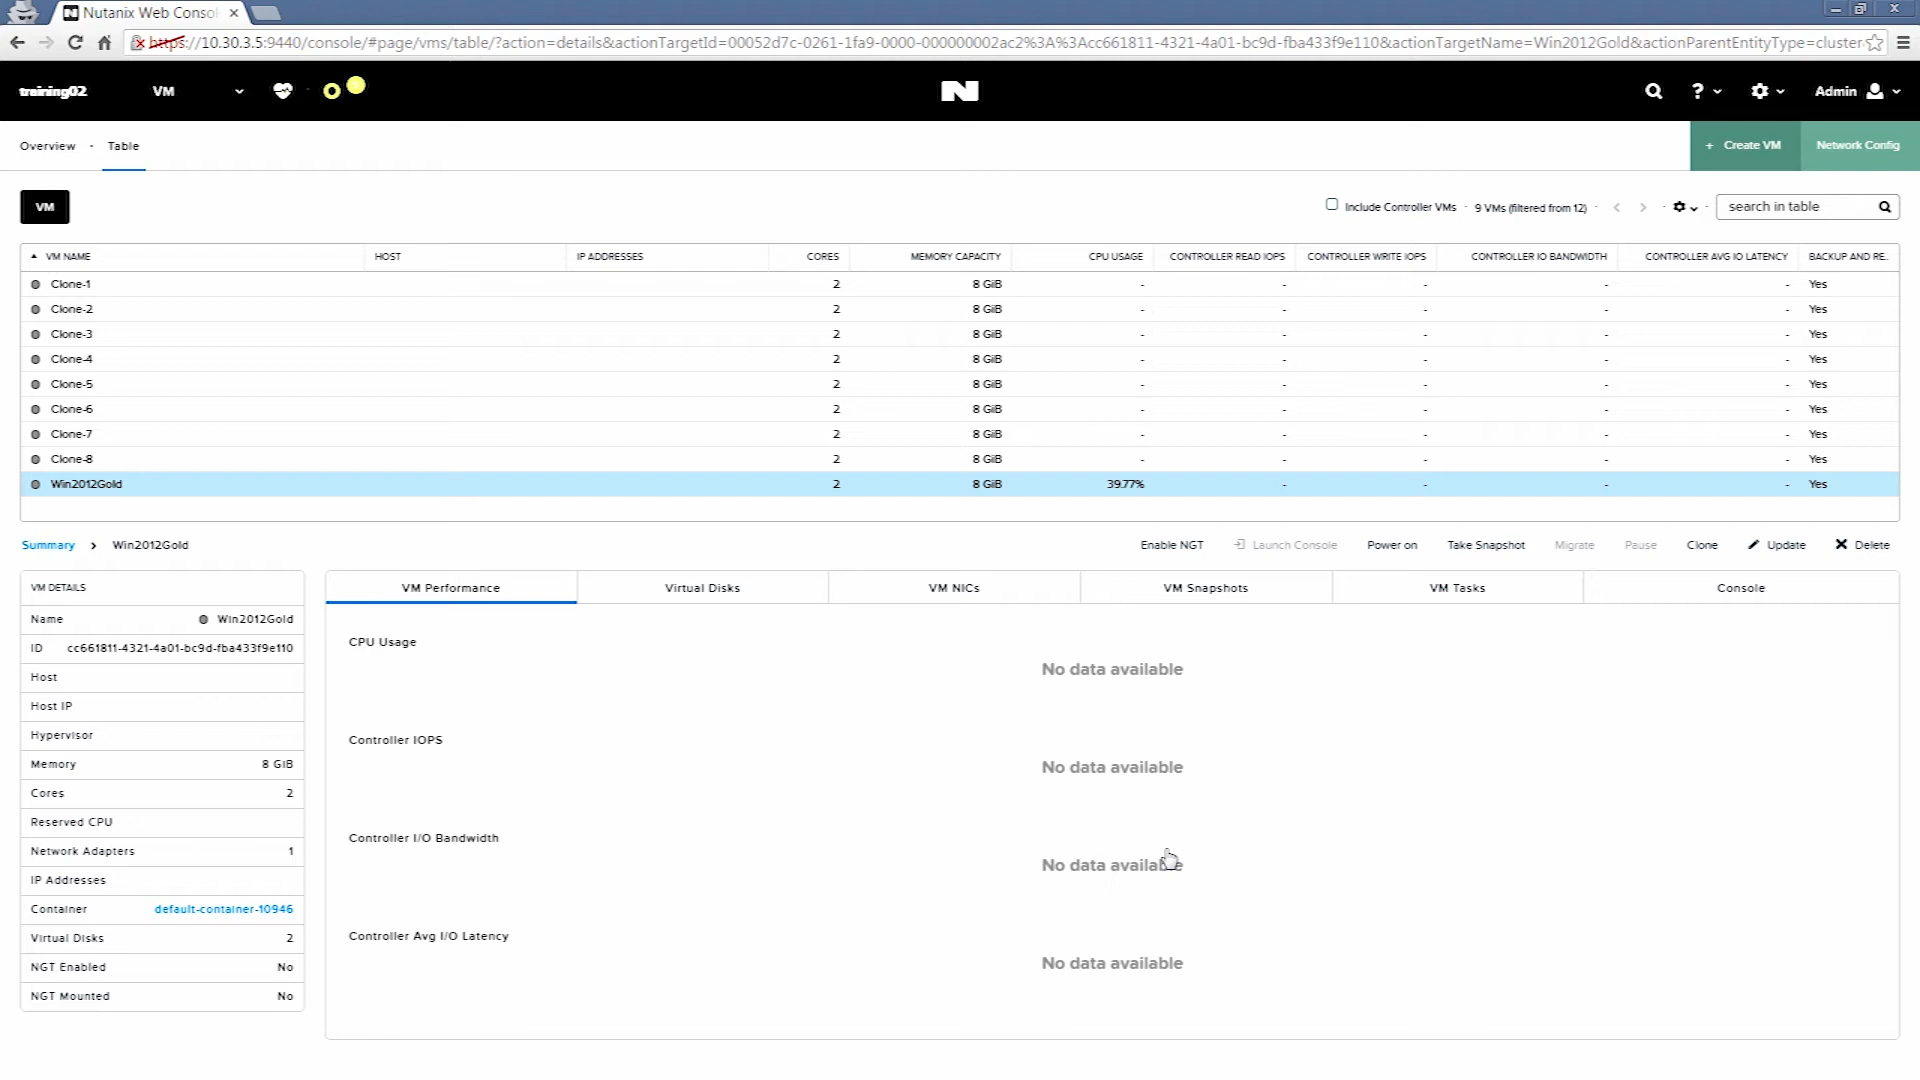 Nutanix Web Consol
https://10.30.3.5:9440/console/#page/vms/table/?action=details&actionTargetId=00052d7c-0261-1fa9-0000-000000002ac2%3A%3Acc661811-4321-4a01-bc9d-fba433f9e110&actionTargetName=Win2012Gold&actionParentEntityType=cluster
training02 VM ? Admin
Overview Table + Create VM Network Config
VM Include Controller VMs 9 VMs (filtered from 12) search in table
VM NAME HOST IP ADDRESSES CORES MEMORY CAPACITY CPU USAGE CONTROLLER READ IOPS CONTROLLER WRITE IOPS CONTROLLER IO BANDWIDTH CONTROLLER AVG IO LATENCY BACKUP AND RE..
Clone-1 2 8 GiB - - - - - Yes
Clone-2 2 8 GiB - - - - - Yes
Clone-3 2 8 GiB - - - - - Yes
Clone-4 2 8 GiB - - - - - Yes
Clone-5 2 8 GiB - - - - - Yes
Clone-6 2 8 GiB - - - - - Yes
Clone-7 2 8 GiB - - - - - Yes
Clone-8 2 8 GiB - - - - - Yes
Win2012Gold 2 8 GiB 39.77% - - - - Yes
Summary > Win2012Gold Enable NGT Launch Console Power on Take Snapshot Migrate Pause Clone Update Delete
VM DETAILS
Name Win2012Gold
ID cc661811-4321-4a01-bc9d-fba433f9e110
Host
Host IP
Hypervisor
Memory 8 GiB
Cores 2
Reserved CPU
Network Adapters 1
IP Addresses
Container default-container-10946
Virtual Disks 2
NGT Enabled No
NGT Mounted No
VM Performance Virtual Disks VM NICs VM Snapshots VM Tasks Console
CPU Usage
No data available
Controller IOPS
No data available
Controller I/O Bandwidth
No data available
Controller Avg I/O Latency
No data available